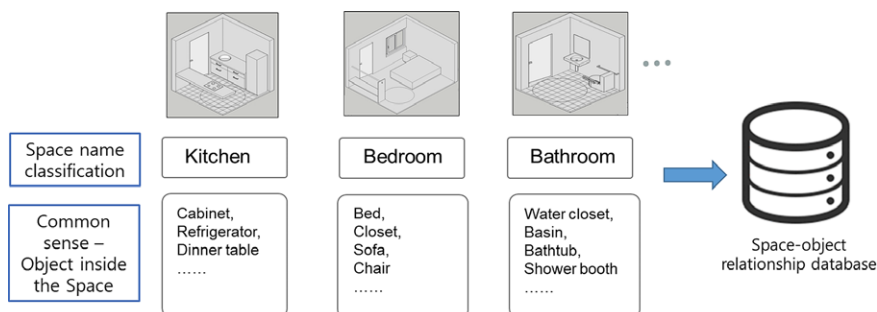 Space name
classification
Kitchen
Bedroom
Bathroom
Common
sense –
Object inside
the Space
Cabinet,
Refrigerator,
Dinner table
......
Bed,
Closet,
Sofa,
Chair
......
Water closet,
Basin,
Bathtub,
Shower booth
......
Space-object
relationship database